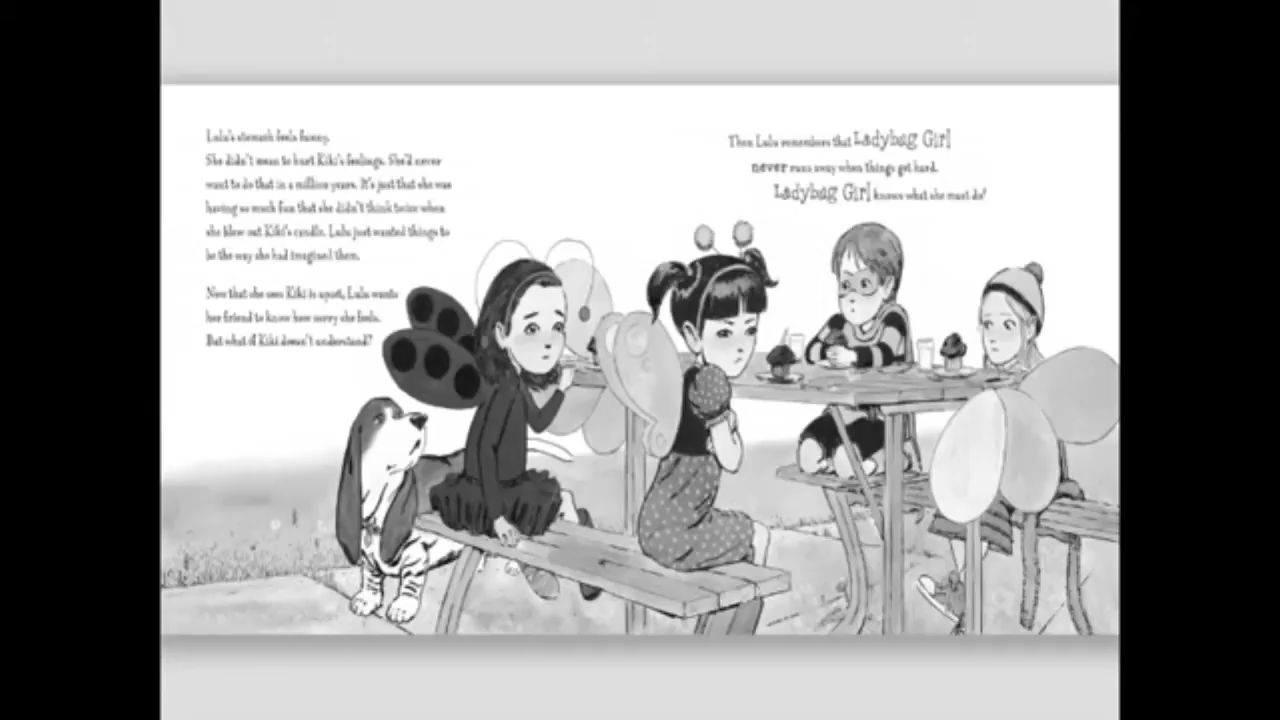 Lulu's stomach feels funny.
She didn't mean to hurt Kiki's feelings. She'd never
want to do that in a million years. It's just that she was
having so much fun that she didn't think twice when
she blew out Kiki's candle. Lulu just wanted things to
be the way she had imagined them.
Now that she sees Kiki is upset, Lulu wants
her friend to know how sorry she feels.
But what if Kiki doesn't understand?
Then Lulu remembers that Ladybug Girl
never runs away when things get hard.
Ladybug Girl knows what she must do!